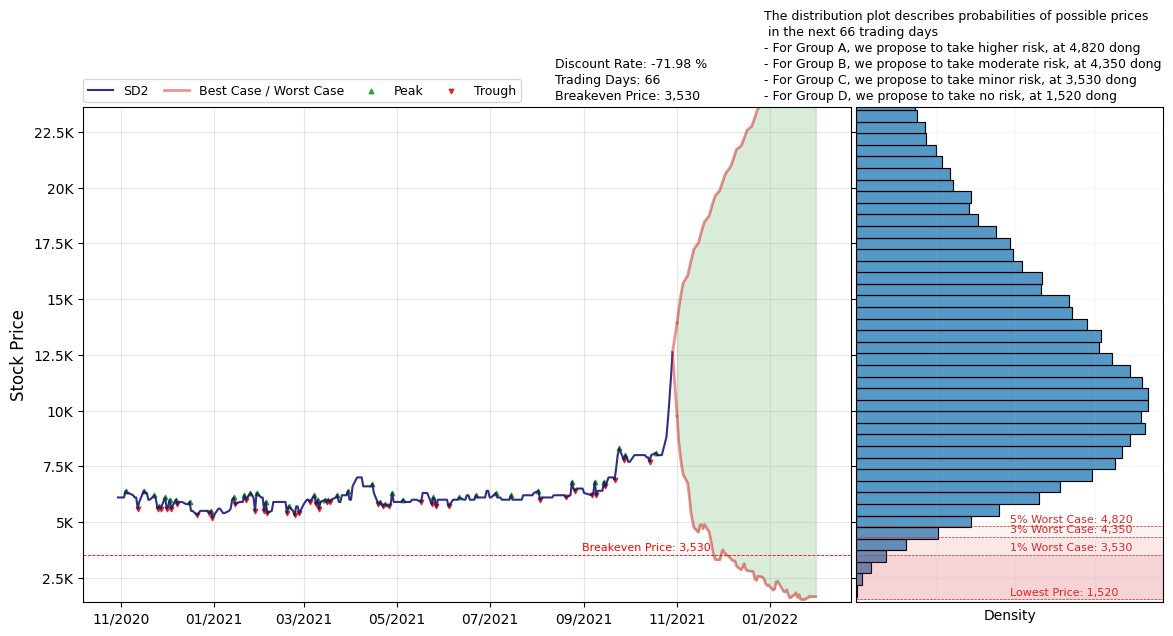 The distribution plot describes probabilities of possible prices
in the next 66 trading days
- For Group A, we propose to take higher risk, at 4,820 dong
- For Group B, we propose to take moderate risk, at 4,350 dong
- For Group C, we propose to take minor risk, at 3,530 dong
- For Group D, we propose to take no risk, at 1,520 dong
Discount Rate: -71.98 %
Trading Days: 66
Breakeven Price: 3,530
SD2
Best Case / Worst Case
Peak
Trough
Stock Price
22.5K
20K
17.5K
15K
12.5K
10K
7.5K
5K
2.5K
Breakeven Price: 3,530
11/2020
01/2021
3/2021
05/2021
07/2021
09/2021
11/2021
01/2022
5% Worst Case: 4,820
3% Worst Case: 4,350
1% Worst Case: 3,530
Lowest Price: 1,520
Density